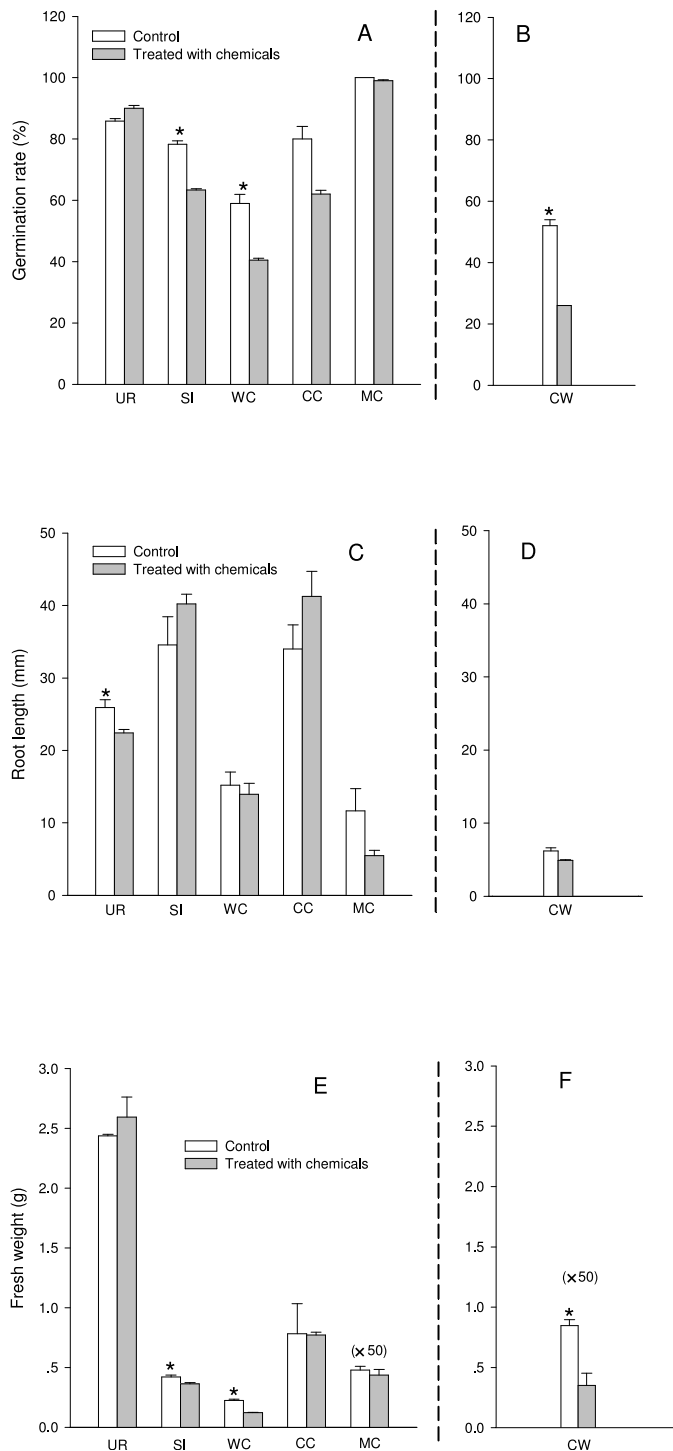 A
B
Control
Treated with chemicals
Germination rate (%)
120
100
80
60
40
20
0
*
*
UR SI WC CC MC
120
100
80
60
40
20
0
*
CW
C
D
Control
Treated with chemicals
Root length (mm)
50
40
30
20
10
0
*
UR SI WC CC MC
50
40
30
20
10
0
CW
E
F
Control
Treated with chemicals
Fresh weight (g)
3.0
2.5
2.0
1.5
1.0
.5
0.0
*
*
(×50)
UR SI WC CC MC
3.0
2.5
2.0
1.5
1.0
.5
0.0
(×50)
*
CW